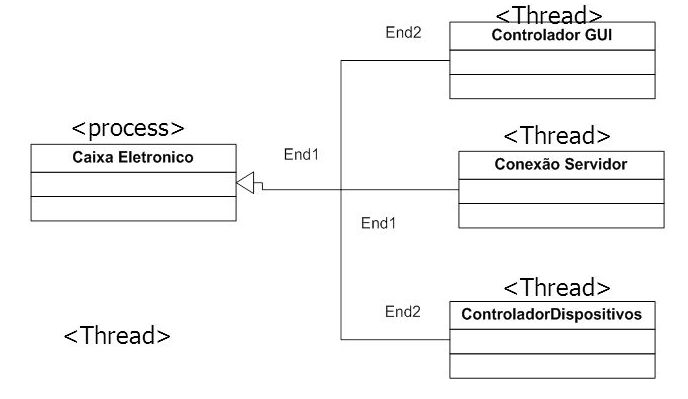 <Thread>
End2
Controlador GUI
<process>
<Thread>
Caixa Eletronico
End1
Conexão Servidor
End1
<Thread>
End2
ControladorDispositivos
<Thread>